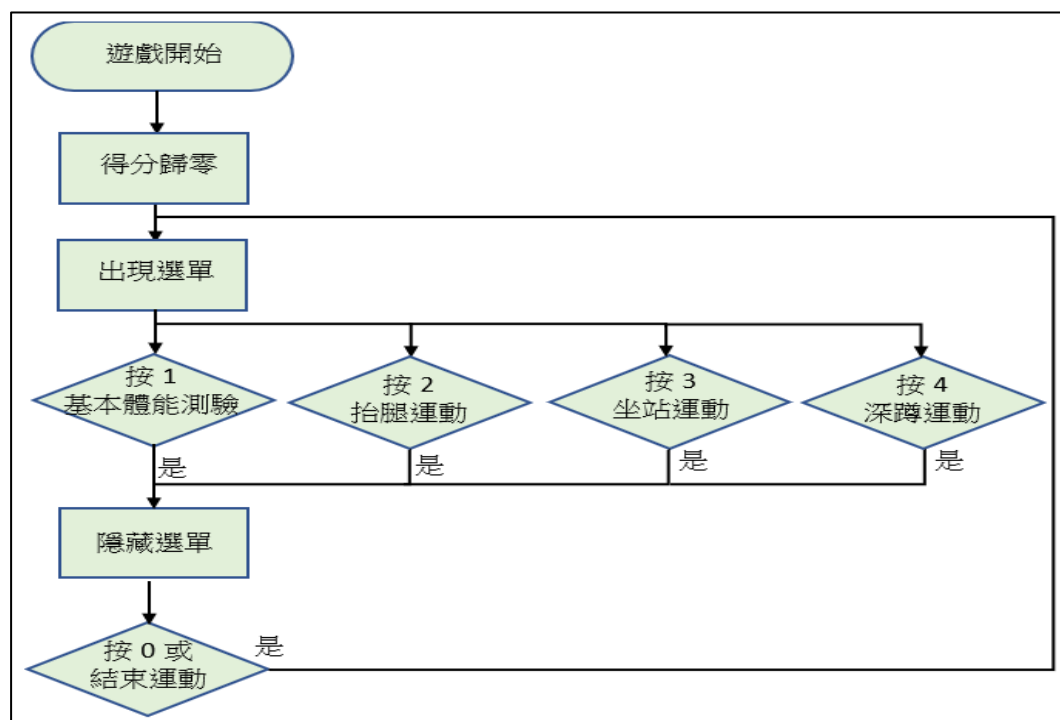 遊戲開始
得分歸零
出現選單
按 1
基本體能測驗
按 2
抬腿運動
按 3
坐站運動
按 4
深蹲運動
是
是
是
是
隱藏選單
按 0 或
結束運動
是